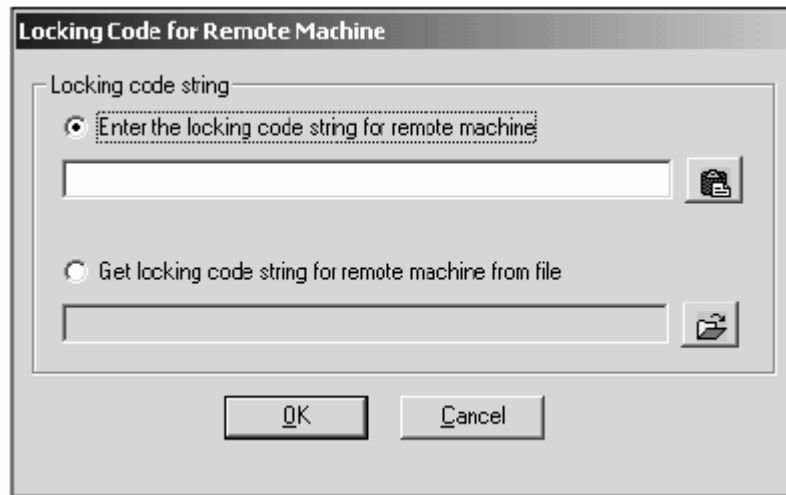 Locking Code for Remote Machine
Locking code string
Enter the locking code string for remote machine
Get locking code string for remote machine from file
OK Cancel